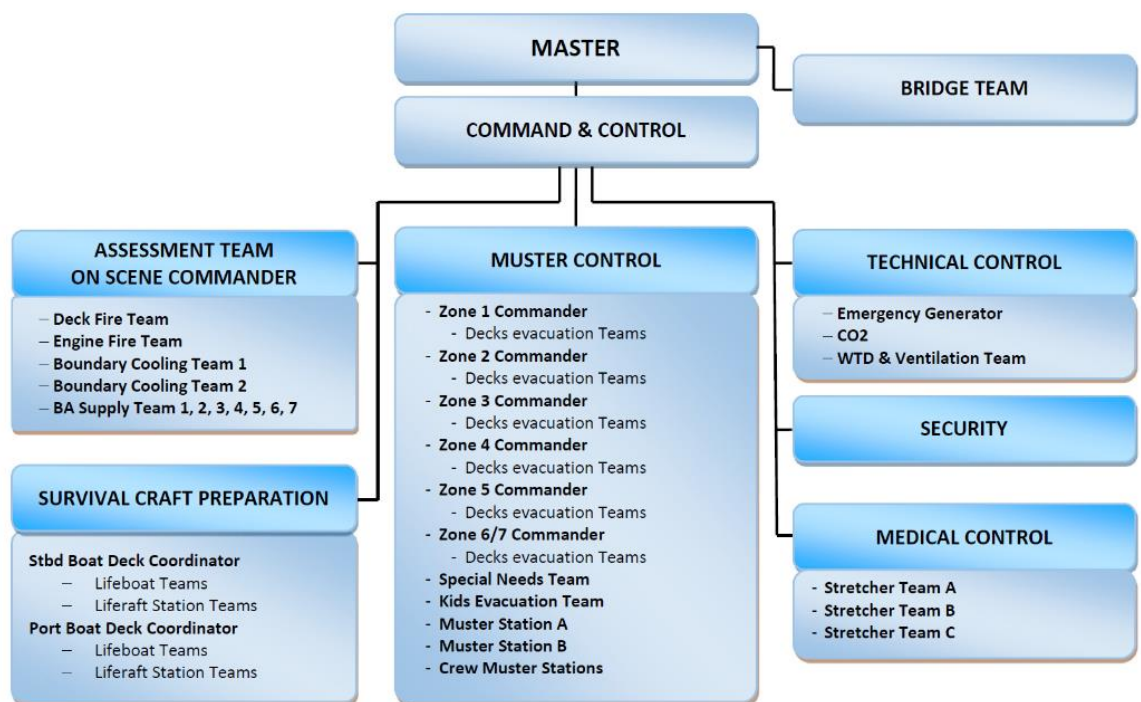 MASTER
BRIDGE TEAM
COMMAND & CONTROL
ASSESSMENT TEAM
ON SCENE COMMANDER
– Deck Fire Team
– Engine Fire Team
– Boundary Cooling Team 1
– Boundary Cooling Team 2
– BA Supply Team 1, 2, 3, 4, 5, 6, 7
SURVIVAL CRAFT PREPARATION
Stbd Boat Deck Coordinator
– Lifeboat Teams
– Liferaft Station Teams
Port Boat Deck Coordinator
– Lifeboat Teams
– Liferaft Station Teams
MUSTER CONTROL
- Zone 1 Commander
- Decks evacuation Teams
- Zone 2 Commander
- Decks evacuation Teams
- Zone 3 Commander
- Decks evacuation Teams
- Zone 4 Commander
- Decks evacuation Teams
- Zone 5 Commander
- Decks evacuation Teams
- Zone 6/7 Commander
- Decks evacuation Teams
- Special Needs Team
- Kids Evacuation Team
- Muster Station A
- Muster Station B
- Crew Muster Stations
TECHNICAL CONTROL
– Emergency Generator
– CO2
– WTD & Ventilation Team
SECURITY
MEDICAL CONTROL
- Stretcher Team A
- Stretcher Team B
- Stretcher Team C